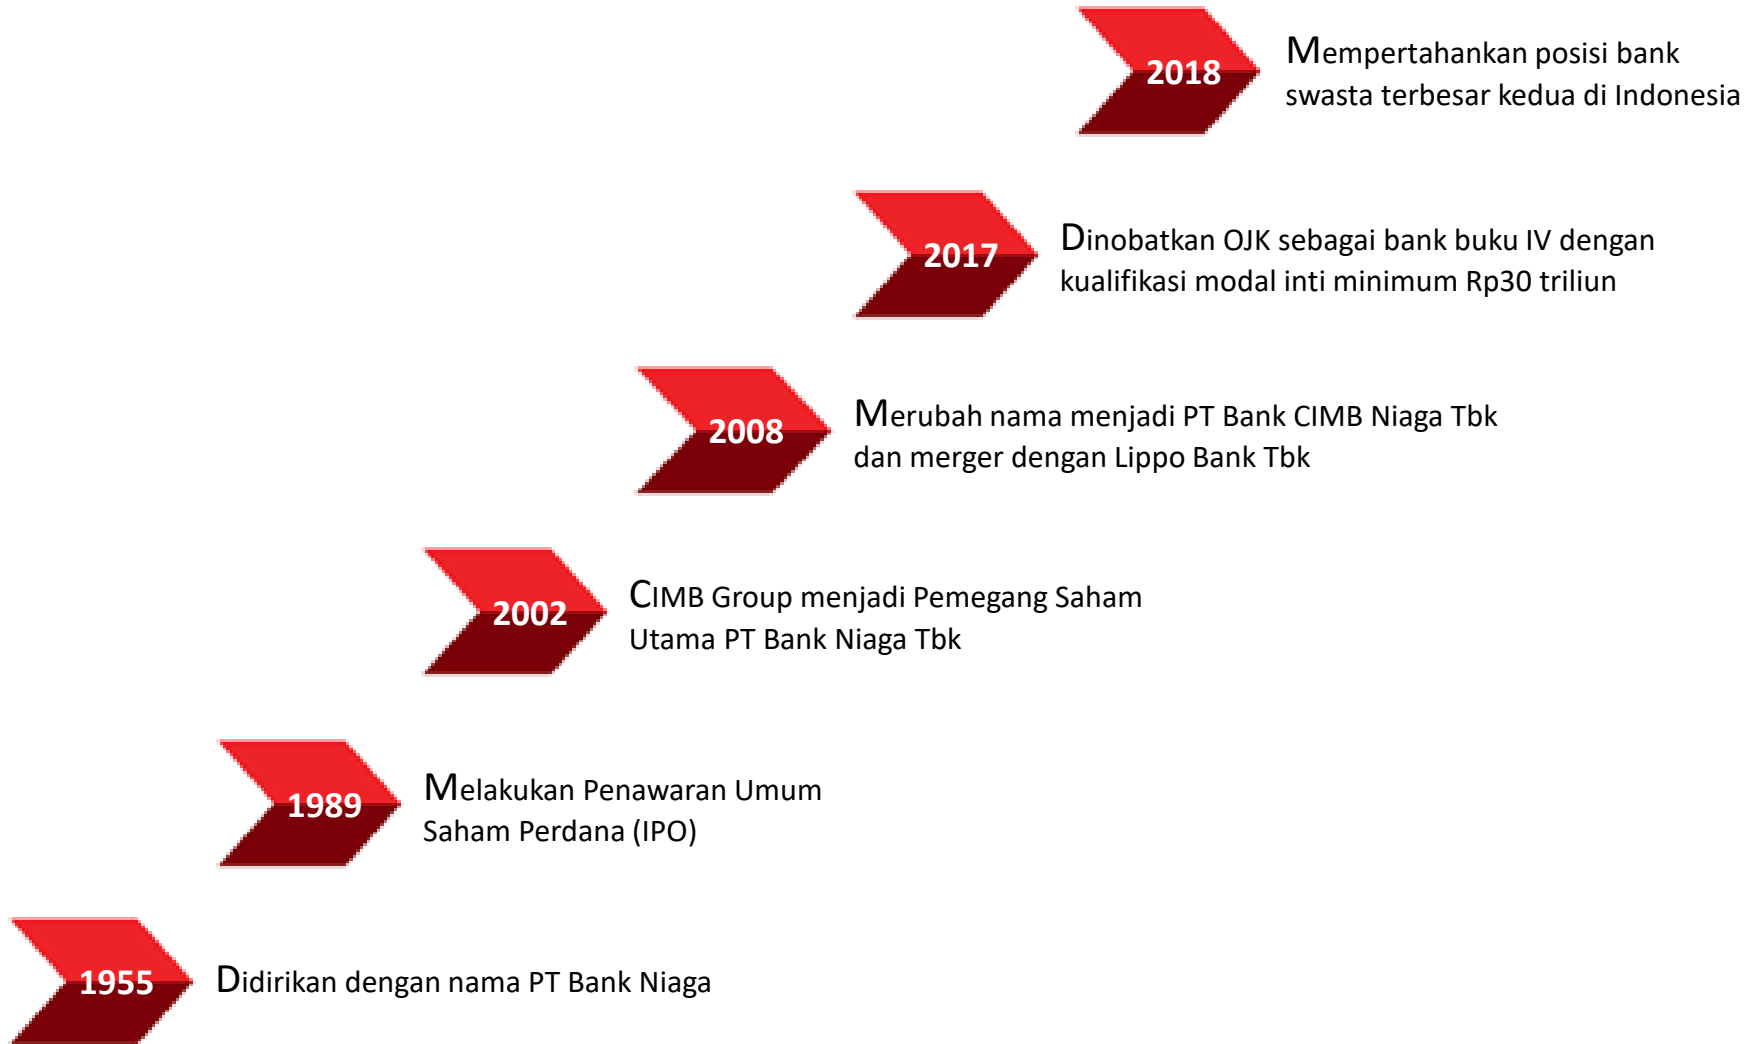 2018
Mempertahankan posisi bank
swasta terbesar kedua di Indonesia
2017
Dinobatkan OJK sebagai bank buku IV dengan
kualifikasi modal inti minimum Rp30 triliun
2008
Merubah nama menjadi PT Bank CIMB Niaga Tbk
dan merger dengan Lippo Bank Tbk
2002
CIMB Group menjadi Pemegang Saham
Utama PT Bank Niaga Tbk
1989
Melakukan Penawaran Umum
Saham Perdana (IPO)
1955
Didirikan dengan nama PT Bank Niaga